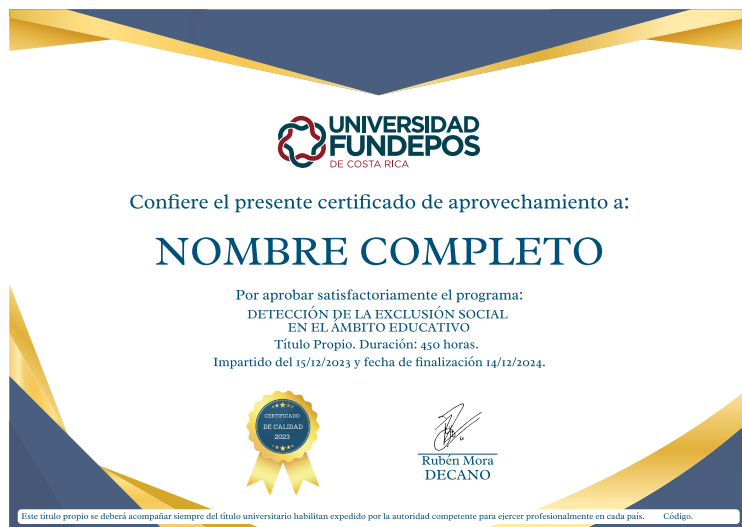 UNIVERSIDAD
FUNDEPOS
DE COSTA RICA
Confiere el presente certificado de aprovechamiento a:
NOMBRE COMPLETO
Por aprobar satisfactoriamente el programa:
DETECCIÓN DE LA EXCLUSIÓN SOCIAL
EN EL ÁMBITO EDUCATIVO
Título Propio. Duración: 450 horas.
Impartido del 15/12/2023 y fecha de finalización 14/12/2024.
CERTIFICADO
DE CALIDAD
2023
Rubén Mora
DECANO
Este título propio se deberá acompañar siempre del título universitario habilitan expedido por la autoridad competente para ejercer profesionalmente en cada país. Código.